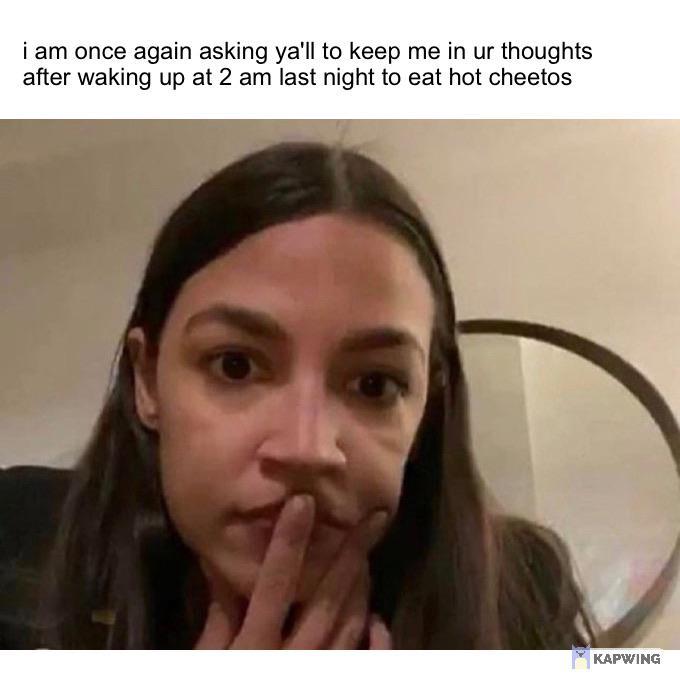 i am once again asking ya'll to keep me in ur thoughts
after waking up at 2 am last night to eat hot cheetos
KAPWING